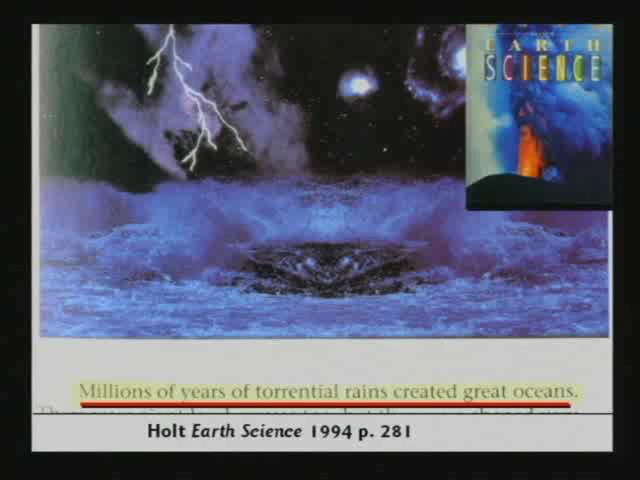 EARTH
SCIENCE
Millions of years of torrential rains created great oceans.
Holt Earth Science 1994 p. 281